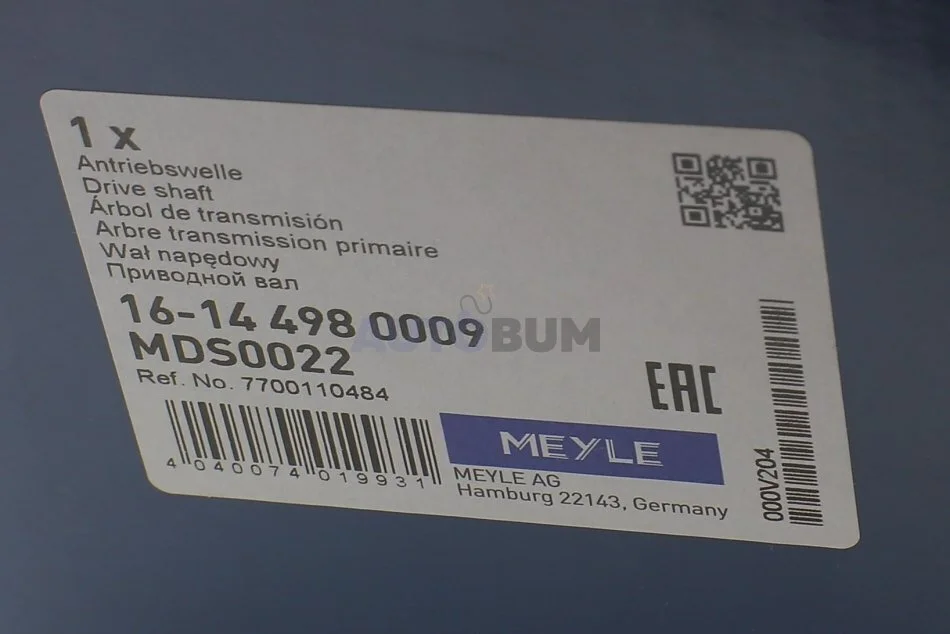 1 x
Antriebswelle
Drive shaft
Árbol de transmisión
Arbre transmission primaire
Wał napędowy
Приводной вал
16-14 498 0009
MDS0022
Ref. No. 7700110484
4 040074 019931
MEYLE
MEYLE AG
Hamburg 22143, Germany
EAC
000V204
AUTOBUM